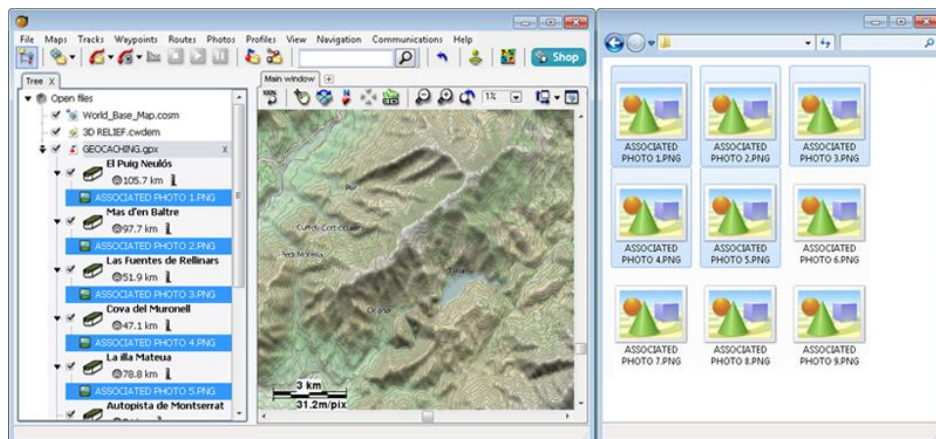 File Maps Tracks Waypoints Routes Photos Profiles View Navigation Communications Help
Shop
Tree X
Open files
World_Base_Map.cosm
3D RELIEF.cwdem
GEOCACHING.gpx x
El Puig Neulós
105.7 km
ASSOCIATED PHOTO 1.PNG
Mas d'en Baltre
97.7 km
ASSOCIATED PHOTO 2.PNG
Las Fuentes de Rellinars
51.9 km
ASSOCIATED PHOTO 3.PNG
Cova del Muronell
47.1 km
ASSOCIATED PHOTO 4.PNG
La illa Mateua
78.8 km
ASSOCIATED PHOTO 5.PNG
Autopista de Montserrat
Main window
100%
1%
3 km
31.2m/pix
ASSOCIATED PHOTO 1.PNG
ASSOCIATED PHOTO 2.PNG
ASSOCIATED PHOTO 3.PNG
ASSOCIATED PHOTO 4.PNG
ASSOCIATED PHOTO 5.PNG
ASSOCIATED PHOTO 6.PNG
ASSOCIATED PHOTO 7.PNG
ASSOCIATED PHOTO 8.PNG
ASSOCIATED PHOTO 9.PNG